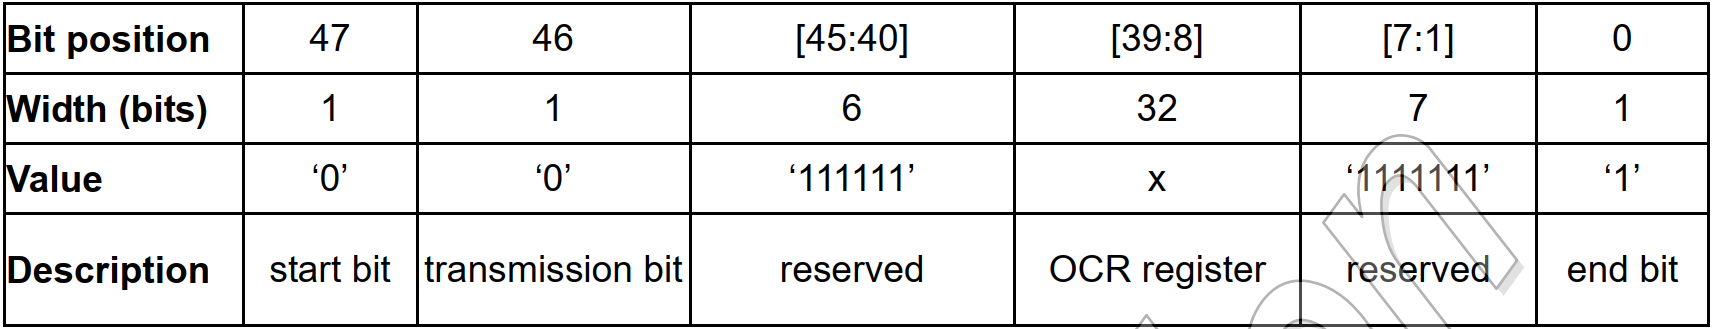 Bit position 47 46 [45:40] [39:8] [7:1] 0
Width (bits) 1 1 6 32 7 1
Value ‘0’ ‘0’ ‘111111’ x ‘1111111’ ‘1’
Description start bit transmission bit reserved OCR register reserved end bit